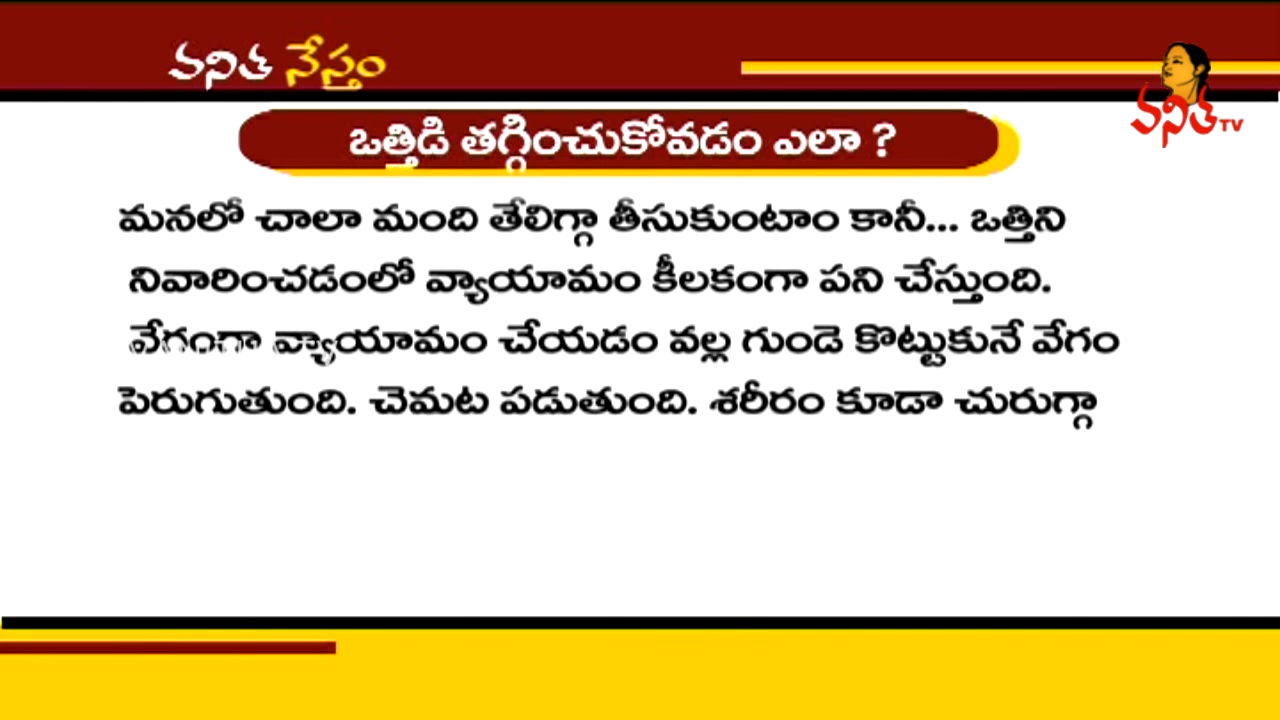 వనిత నేస్తం
వనిత TV
ఒత్తిడి తగ్గించుకోవడం ఎలా ?
మనలో చాలా మంది తేలిగ్గా తీసుకుంటాం కానీ... ఒత్తిని
నివారించడంలో వ్యాయామం కీలకంగా పని చేస్తుంది.
వేగంగా వ్యాయామం చేయడం వల్ల గుండె కొట్టుకునే వేగం
పెరుగుతుంది. చెమట పడుతుంది. శరీరం కూడా చురుగ్గా